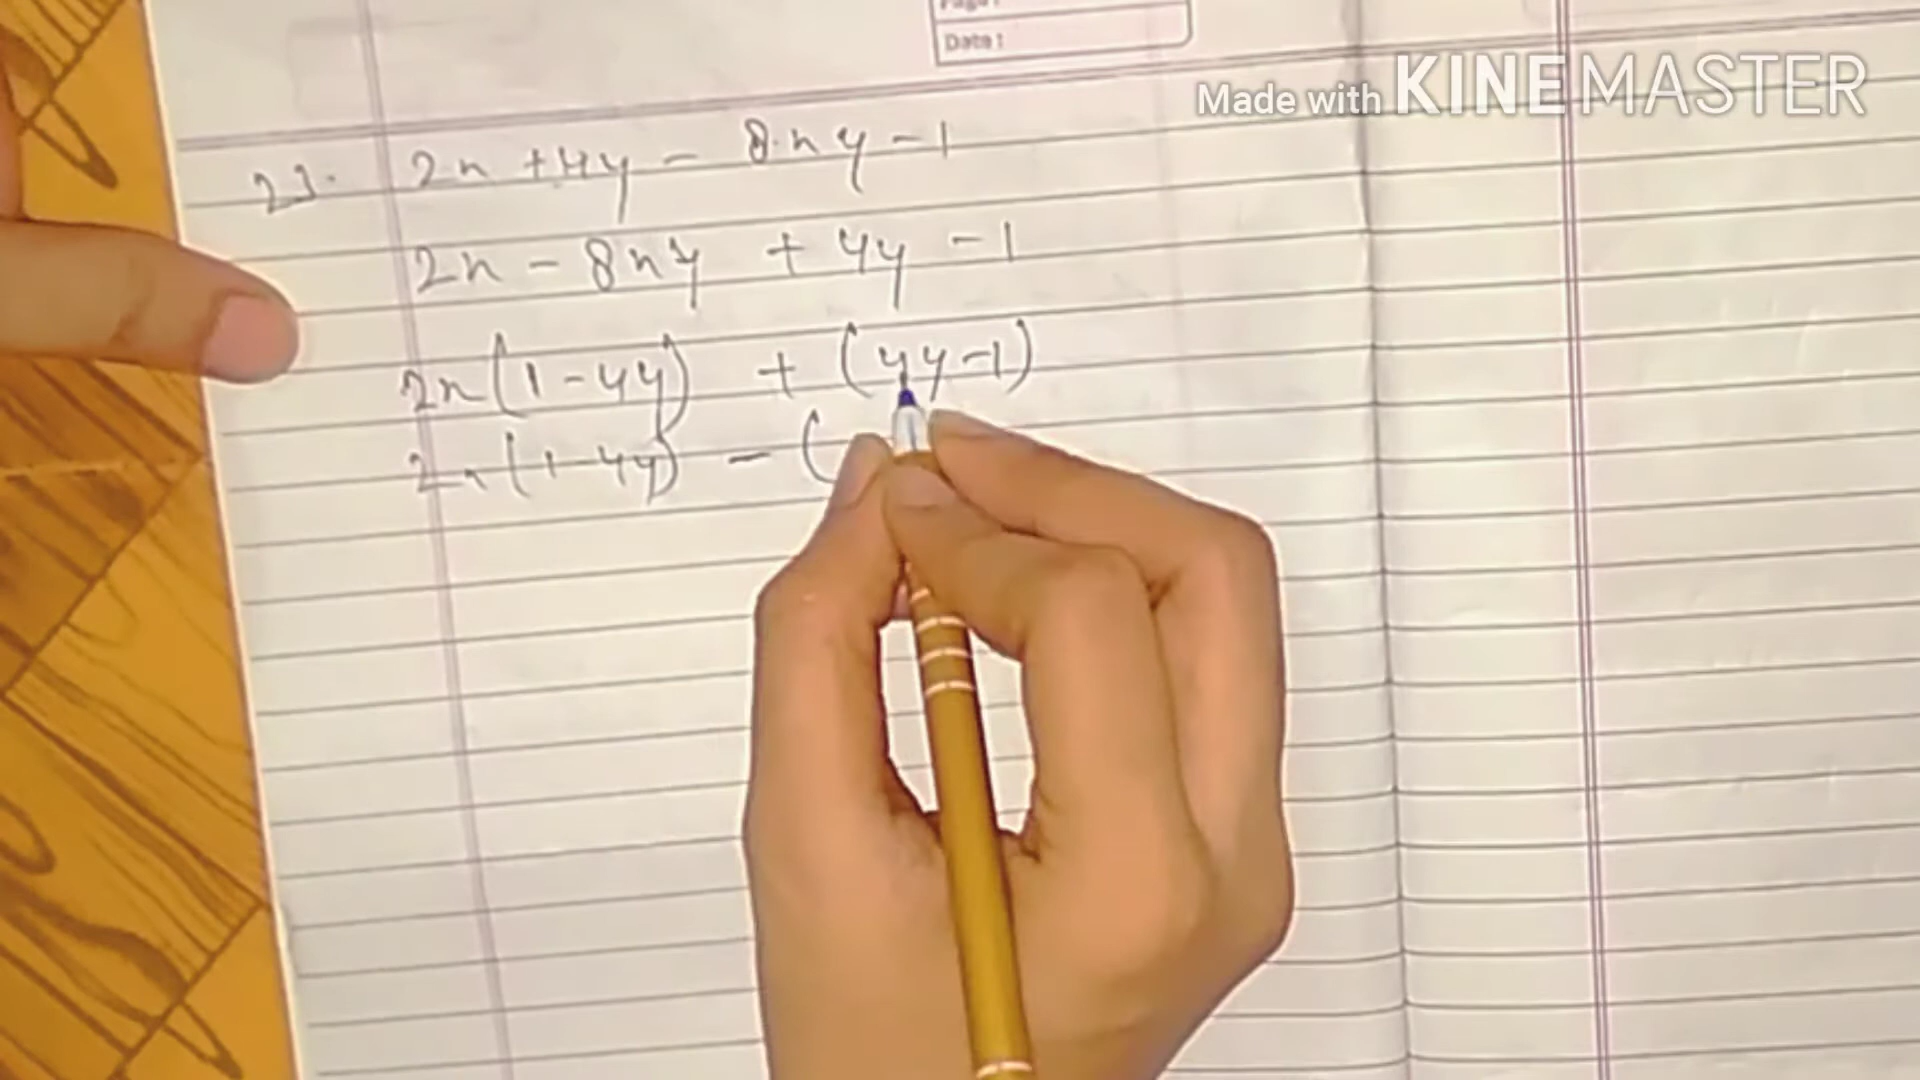 Date :
Made with KINEMASTER
23. 2x + 4y - 8xy - 1
2x - 8xy + 4y - 1
2x (1 - 4y) + (4y - 1)
2x (1 - 4y) - (